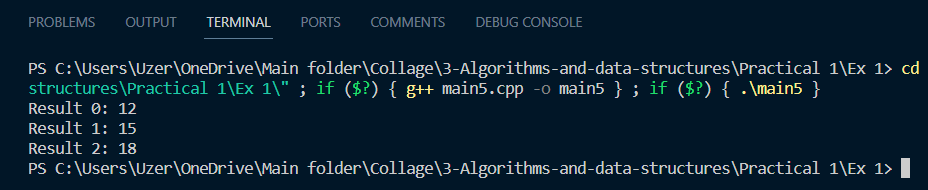 PROBLEMS OUTPUT TERMINAL PORTS COMMENTS DEBUG CONSOLE
PS C:\Users\Uzer\OneDrive\Main folder\Collage\3-Algorithms-and-data-structures\Practical 1\Ex 1> cd
structures\Practical 1\Ex 1\" ; if ($?) { g++ main5.cpp -o main5 } ; if ($?) { .\main5 }
Result 0: 12
Result 1: 15
Result 2: 18
PS C:\Users\Uzer\OneDrive\Main folder\Collage\3-Algorithms-and-data-structures\Practical 1\Ex 1>